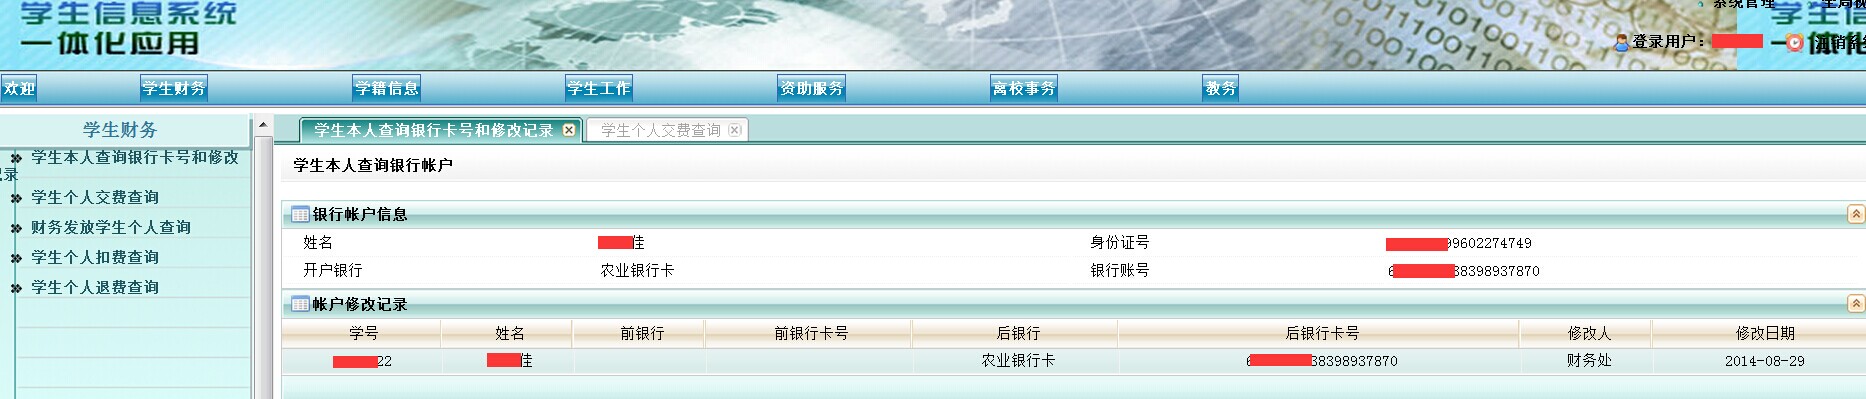 学生信息系统
一体化应用
系统管理
登录用户：
欢迎 学生财务 学籍信息 学生工作 资助服务 离校事务 教务
学生财务
学生本人查询银行卡号和修改
记录
学生个人交费查询
财务发放学生个人查询
学生个人扣费查询
学生个人退费查询
学生本人查询银行卡号和修改记录 学生个人交费查询
学生本人查询银行帐户
银行帐户信息
姓名 佳 身份证号 99602274749
开户银行 农业银行卡 银行账号 6 38398937870
帐户修改记录
学号 姓名 前银行 前银行卡号 后银行 后银行卡号 修改人 修改日期
22 佳 农业银行卡 6 38398937870 财务处 2014-08-29